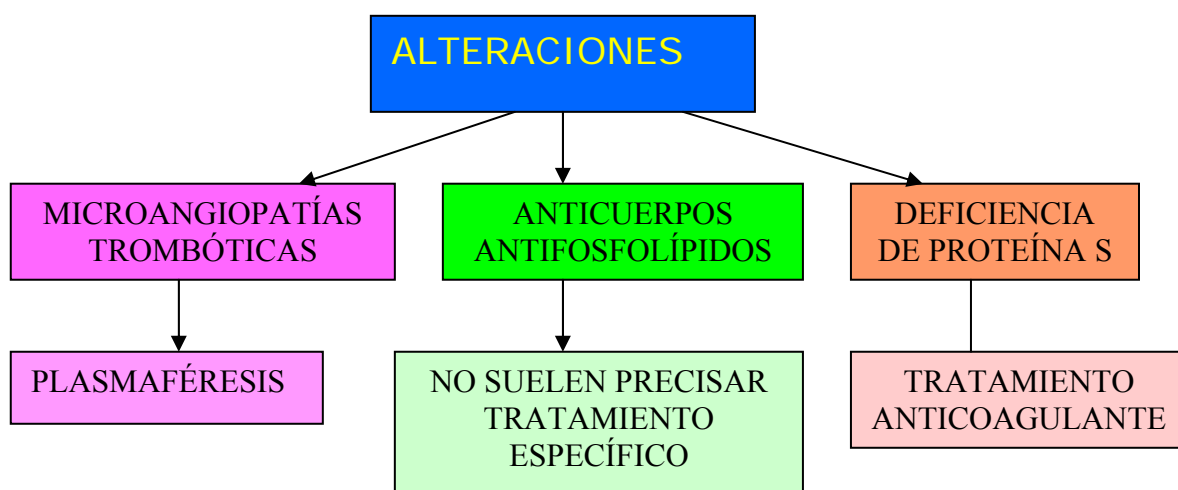 ALTERACIONES
MICROANGIOPATÍAS
TROMBÓTICAS
ANTICUERPOS
ANTIFOSFOLÍPIDOS
DEFICIENCIA
DE PROTEÍNA S
PLASMAFÉRESIS
NO SUELEN PRECISAR
TRATAMIENTO
ESPECÍFICO
TRATAMIENTO
ANTICOAGULANTE